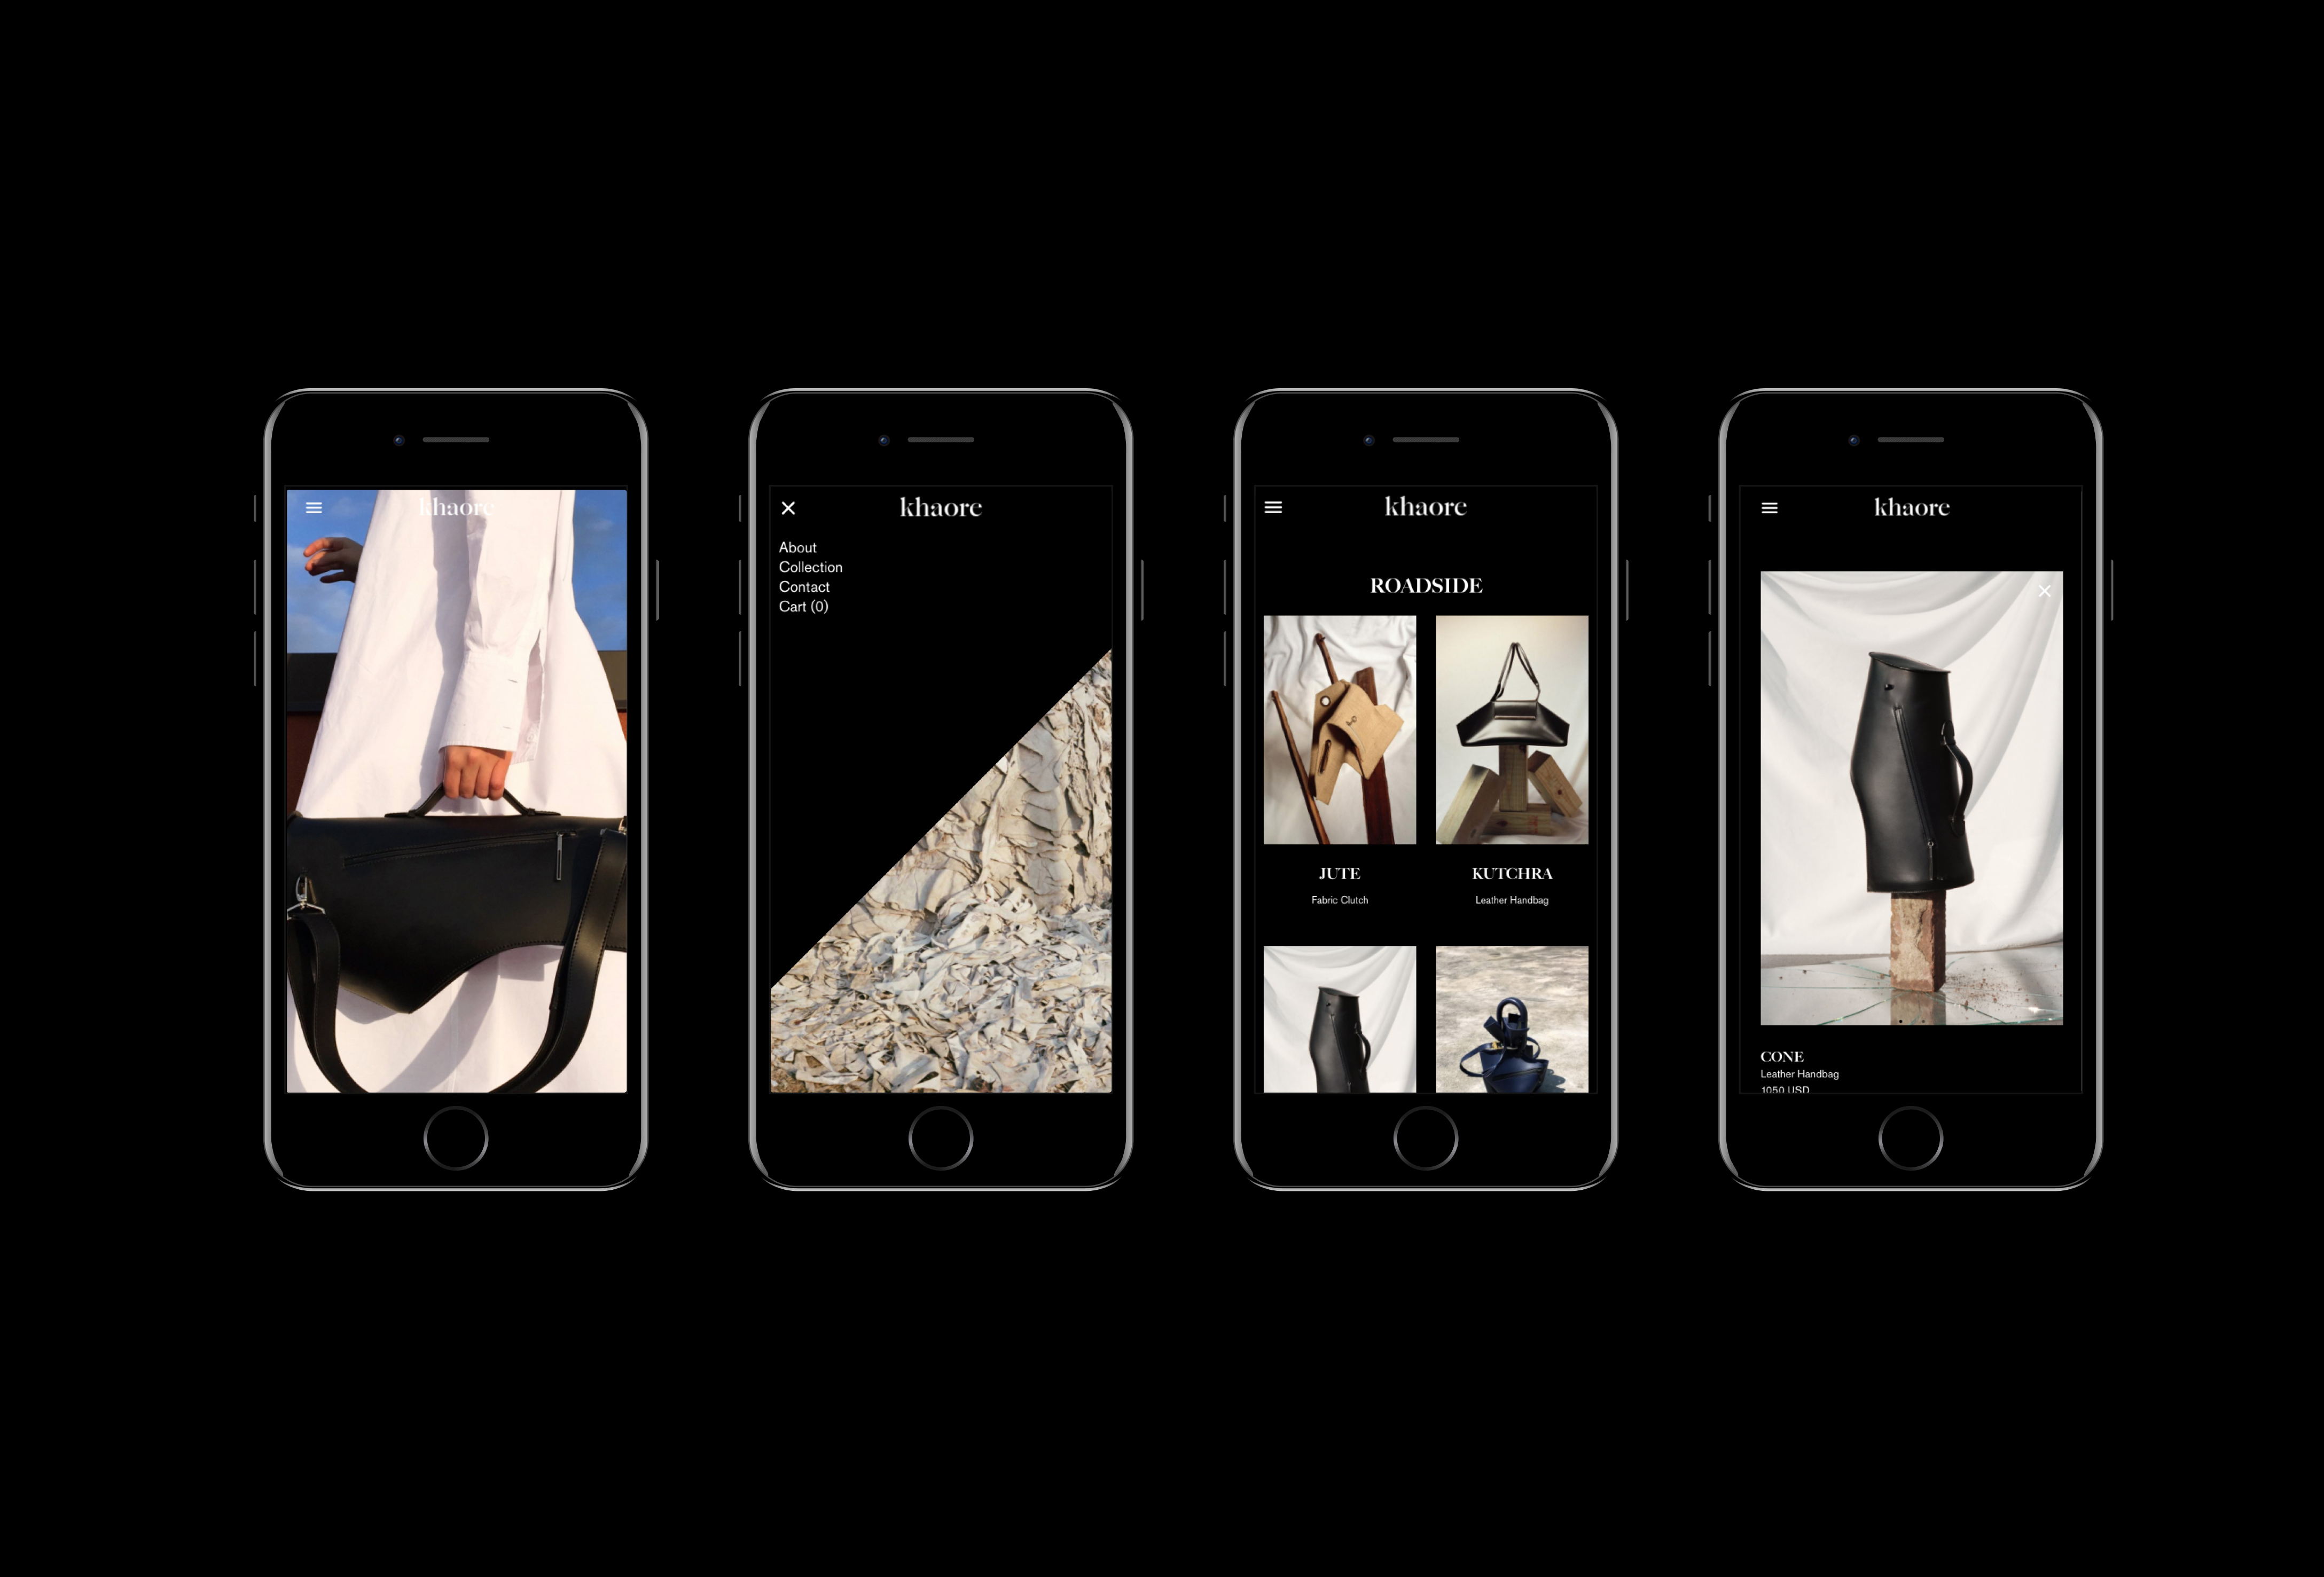 khaore
khaore
About
Collection
Contact
Cart (0)
khaore
ROADSIDE
JUTE
Fabric Clutch
KUTCHRA
Leather Handbag
khaore
CONE
Leather Handbag
1050 USD